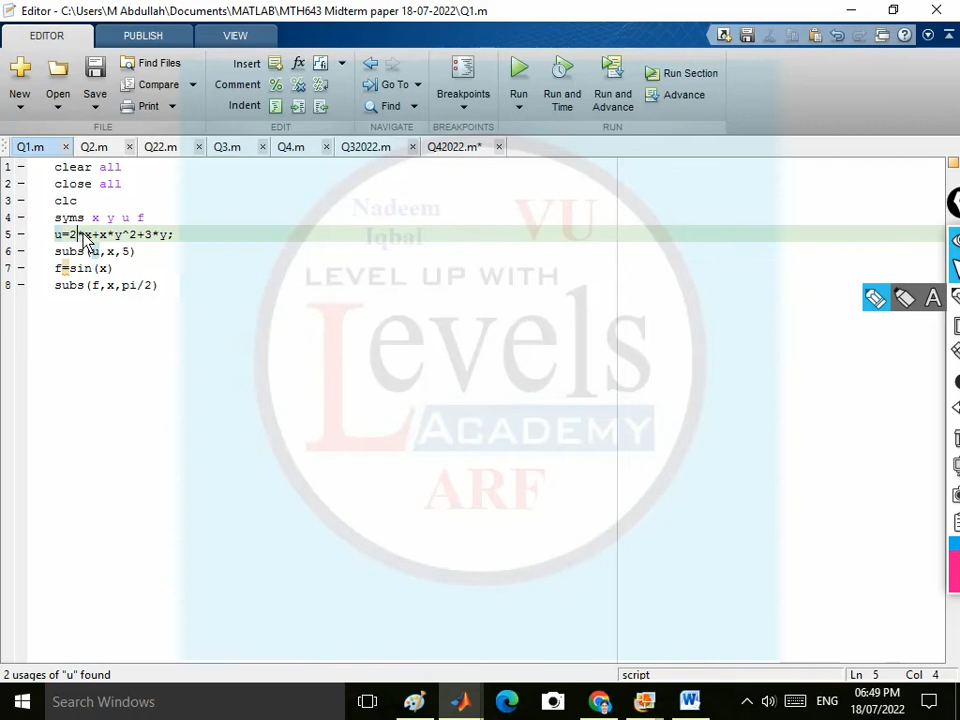 Editor - C:\Users\M Abdullah\Documents\MATLAB\MTH643 Midterm paper 18-07-2022\Q1.m
EDITOR PUBLISH VIEW
New Open Save Find Files Compare Print
Insert fx
Comment
Indent
Go To
Find
Breakpoints
Run Run and Time Run and Advance Run Section Advance
FILE EDIT NAVIGATE BREAKPOINTS RUN
Q1.m Q2.m Q22.m Q3.m Q4.m Q32022.m Q42022.m*
1 clear all
2 close all
3 clc
4 syms x y u f
5 u=2*x+x*y^2+3*y;
6 subs(u,x,5)
7 f=sin(x)
8 subs(f,x,pi/2)
Nadeem
Iqbal
VU
LEVEL UP WITH
Levels
ACADEMY
ARF
A
2 usages of "u" found
script
Ln 5 Col 4
Search Windows
ENG
06:49 PM
18/07/2022